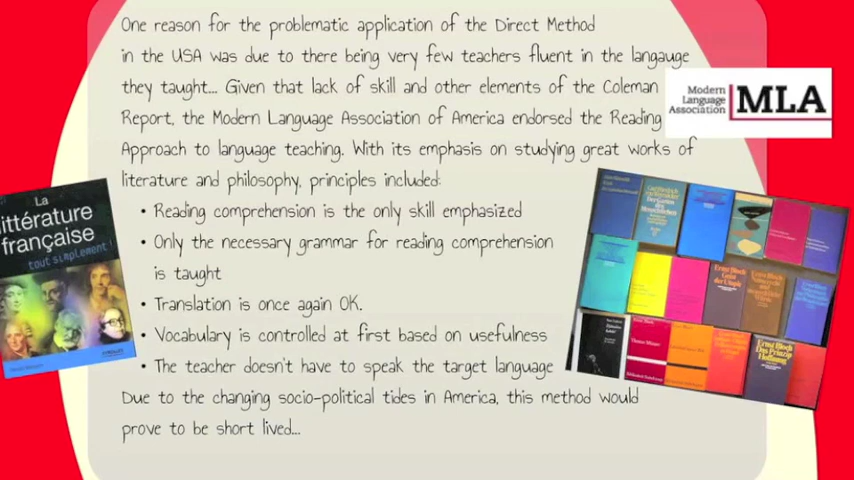 One reason for the problematic application of the Direct Method
in the USA was due to there being very few teachers fluent in the langauge
they taught... Given that lack of skill and other elements of the Coleman
Report, the Modern Language Association of America endorsed the Reading
Approach to language teaching. With its emphasis on studying great works of
literature and philosophy, principles included:
• Reading comprehension is the only skill emphasized
• Only the necessary grammar for reading comprehension
is taught
• Translation is once again OK.
• Vocabulary is controlled at first based on usefulness
• The teacher doesn't have to speak the target language
Due to the changing socio-political tides in America, this method would
prove to be short lived...
Modern
Language
Association
MLA
La
littérature
française
tout simplement !
Ernst Bloch
Geist
der Utopie
Ernst Bloch
Das Prinzip
Hoffnung